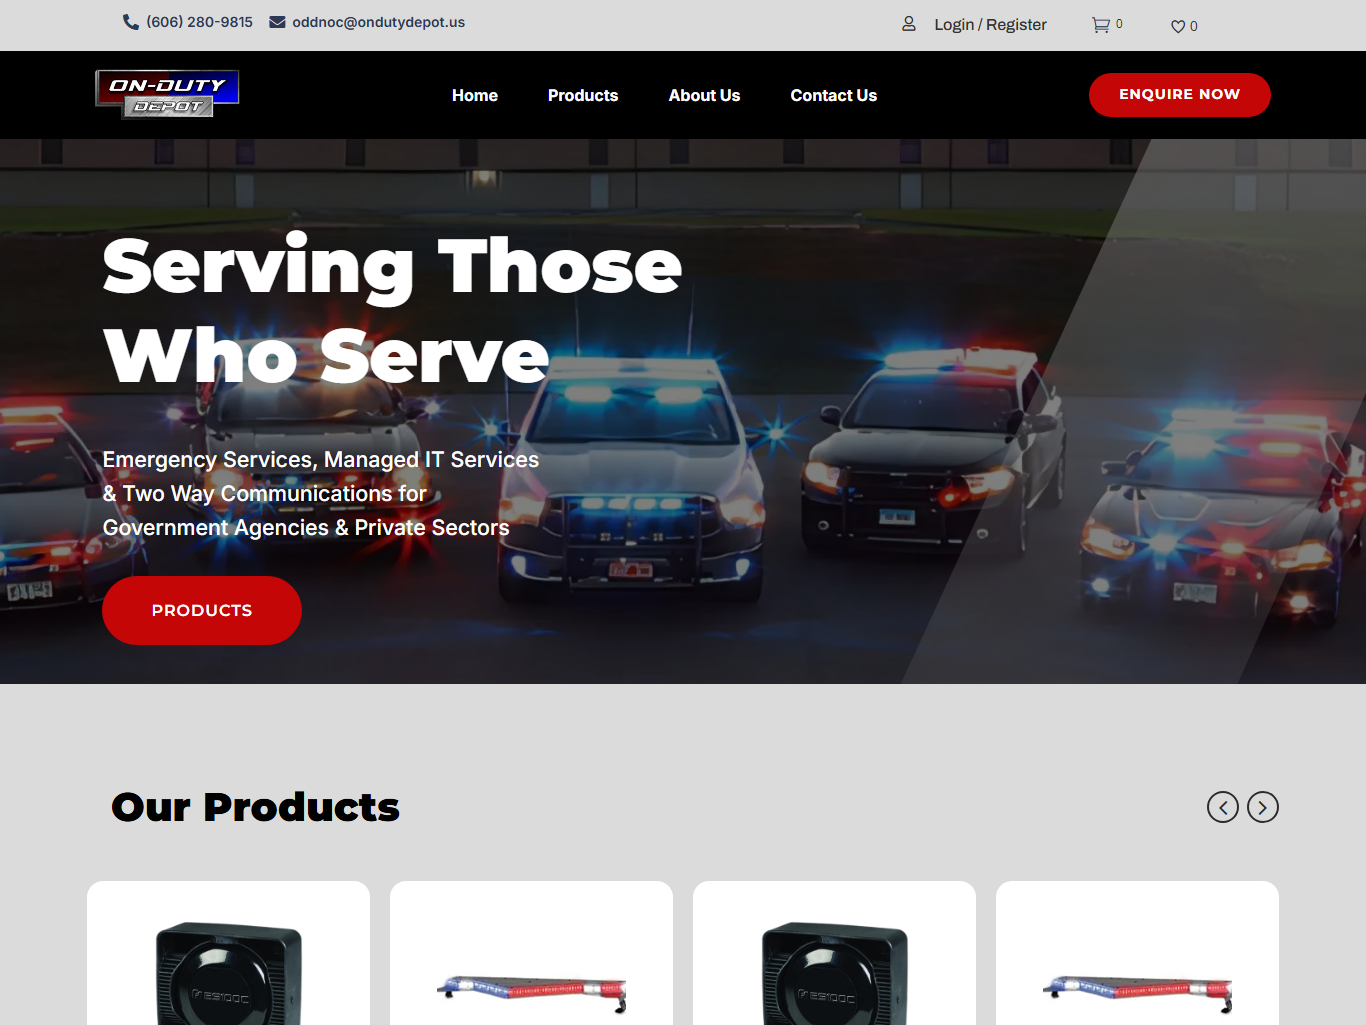 (606) 280-9815 oddnoc@ondutydepot.us Login / Register 0 0
ON-DUTY
DEPOT
Home Products About Us Contact Us ENQUIRE NOW
Serving Those
Who Serve
Emergency Services, Managed IT Services
& Two Way Communications for
Government Agencies & Private Sectors
PRODUCTS
Our Products
ES100C ES100C